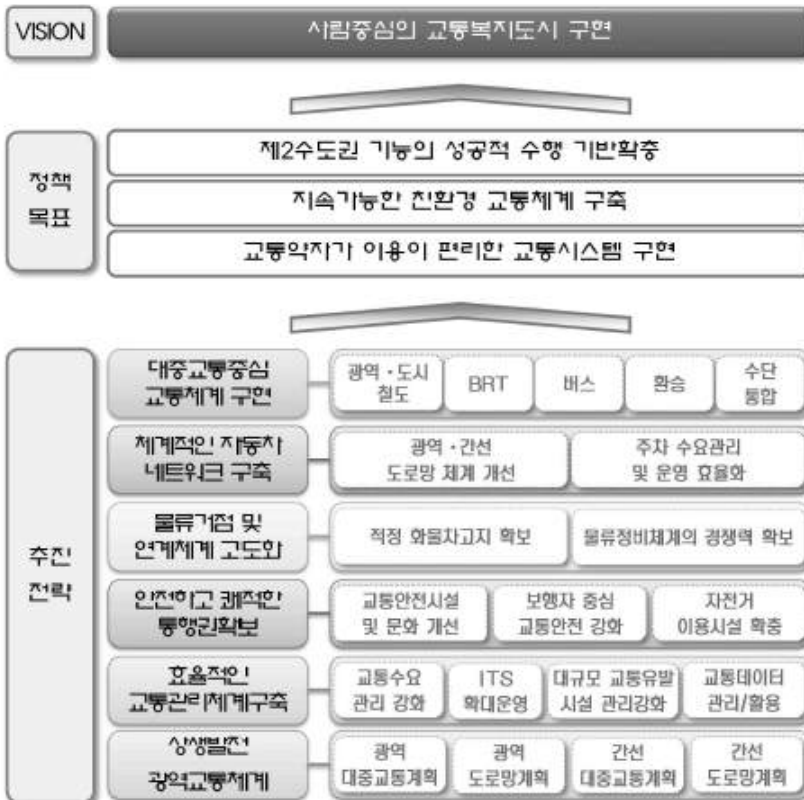 VISION
사람중심의 교통복지도시 구현
정책
목표
제2수도권 기능의 성공적 수행 기반확충
지속가능한 친환경 교통체계 구축
교통약자가 이용이 편리한 교통시스템 구현
추진
전략
대중교통중심
교통체계 구현
광역·도시
철도
BRT
버스
환승
수단
통합
체계적인 자동차
네트워크 구축
광역·간선
도로망 체계 개선
주차 수요관리
및 운영 효율화
물류거점 및
연계체계 고도화
적정 화물차고지 확보
물류정비체계의 경쟁력 확보
안전하고 쾌적한
통행권확보
교통안전시설
및 문화 개선
보행자 중심
교통안전 강화
자전거
이용시설 확충
효율적인
교통관리체계구축
교통수요
관리 강화
ITS
확대운영
대규모 교통유발
시설 관리강화
교통데이터
관리/활용
상생발전
광역교통체계
광역
대중교통계획
광역
도로망계획
간선
대중교통계획
간선
도로망계획